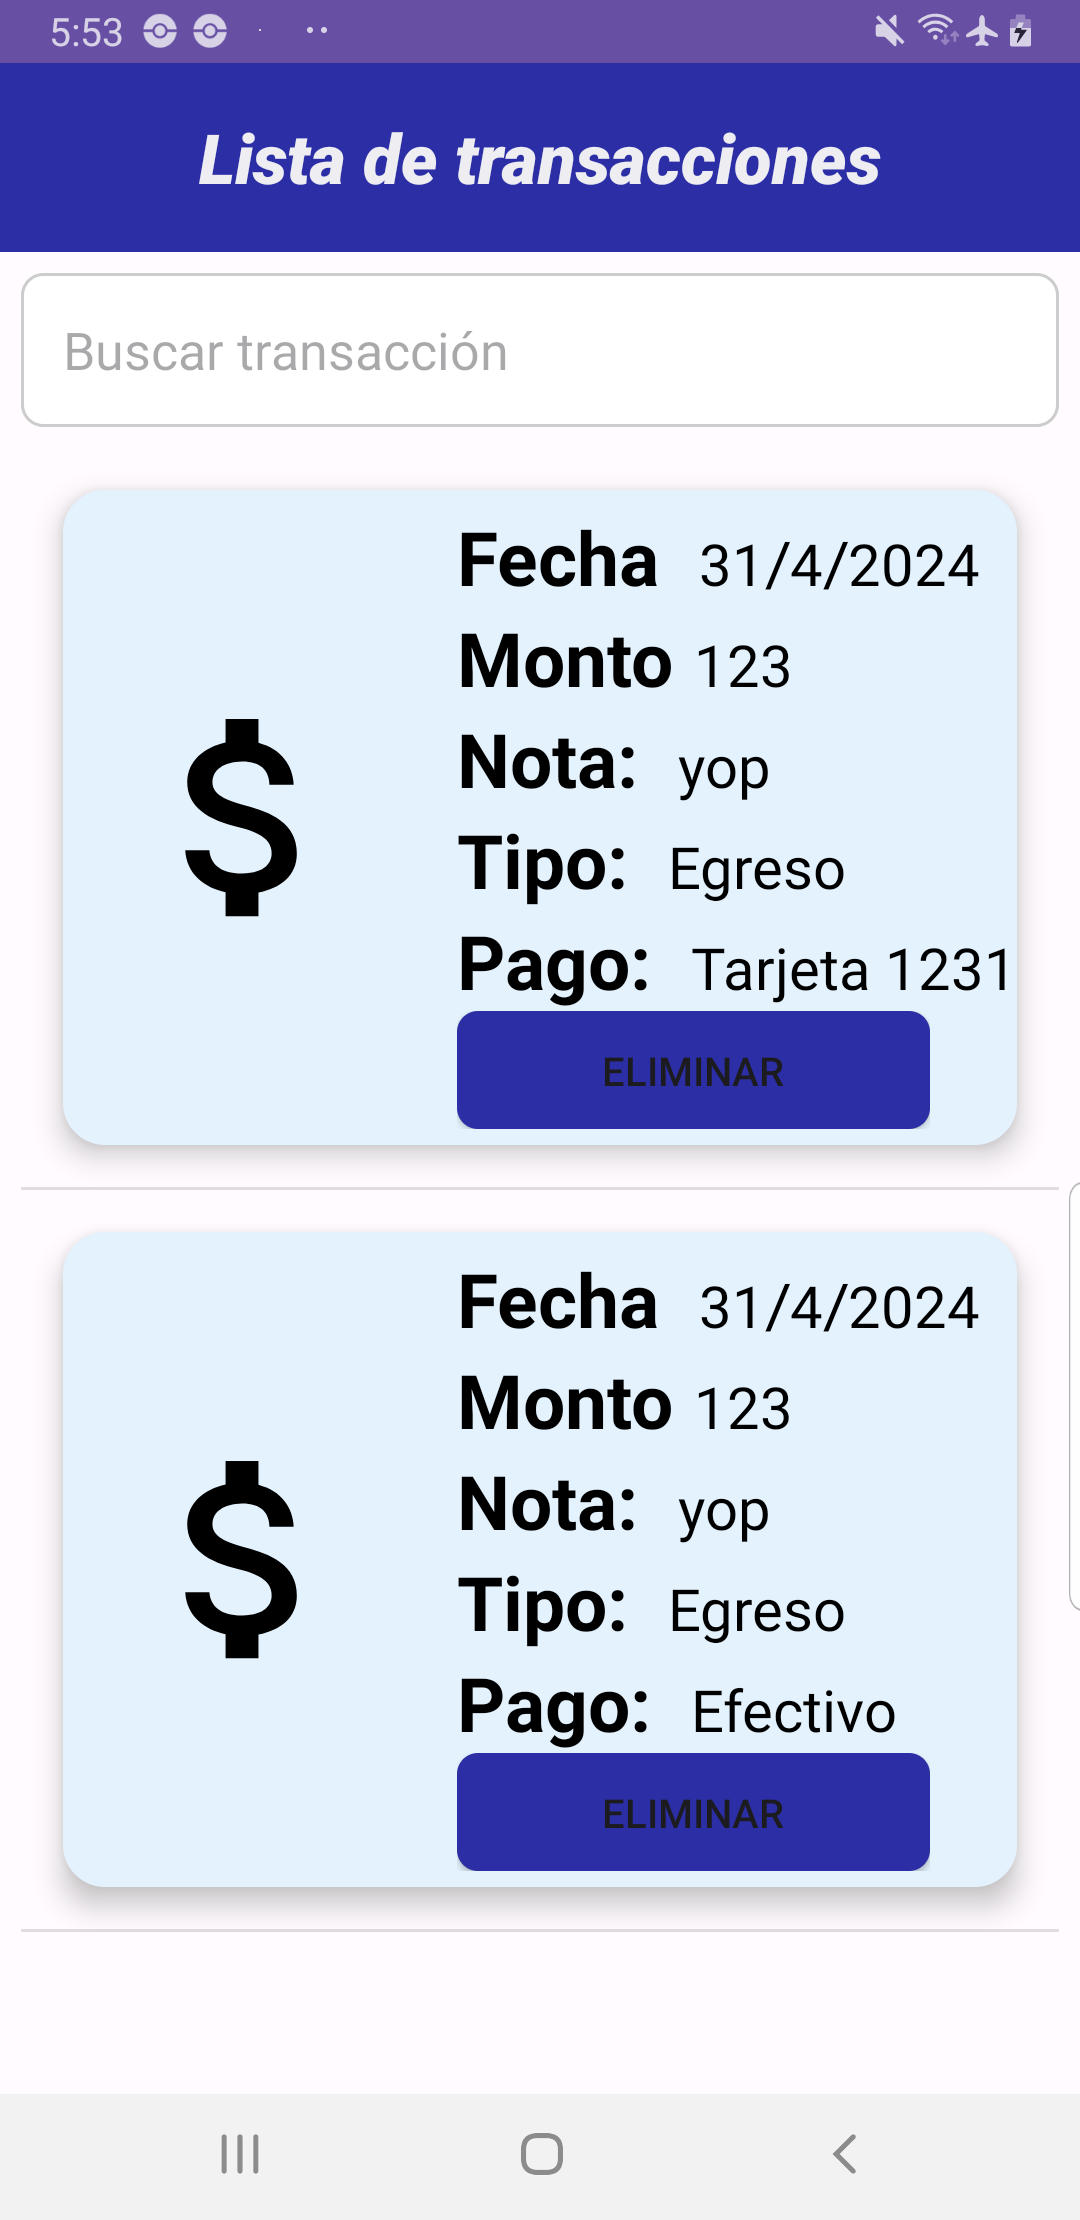 5:53
Lista de transacciones
Buscar transacción
Fecha 31/4/2024
Monto 123
Nota: yop
Tipo: Egreso
Pago: Tarjeta 1231
ELIMINAR
Fecha 31/4/2024
Monto 123
Nota: yop
Tipo: Egreso
Pago: Efectivo
ELIMINAR